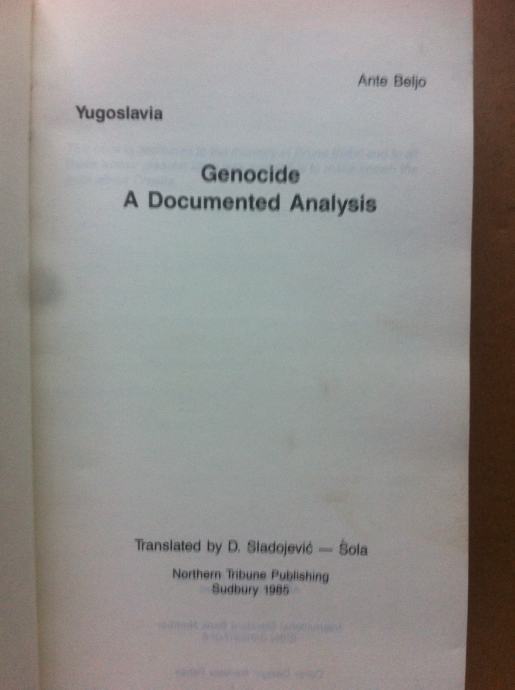 Ante Beljo
Yugoslavia
Genocide
A Documented Analysis
Translated by D. Sladojević — Šola
Northern Tribune Publishing
Sudbury 1985